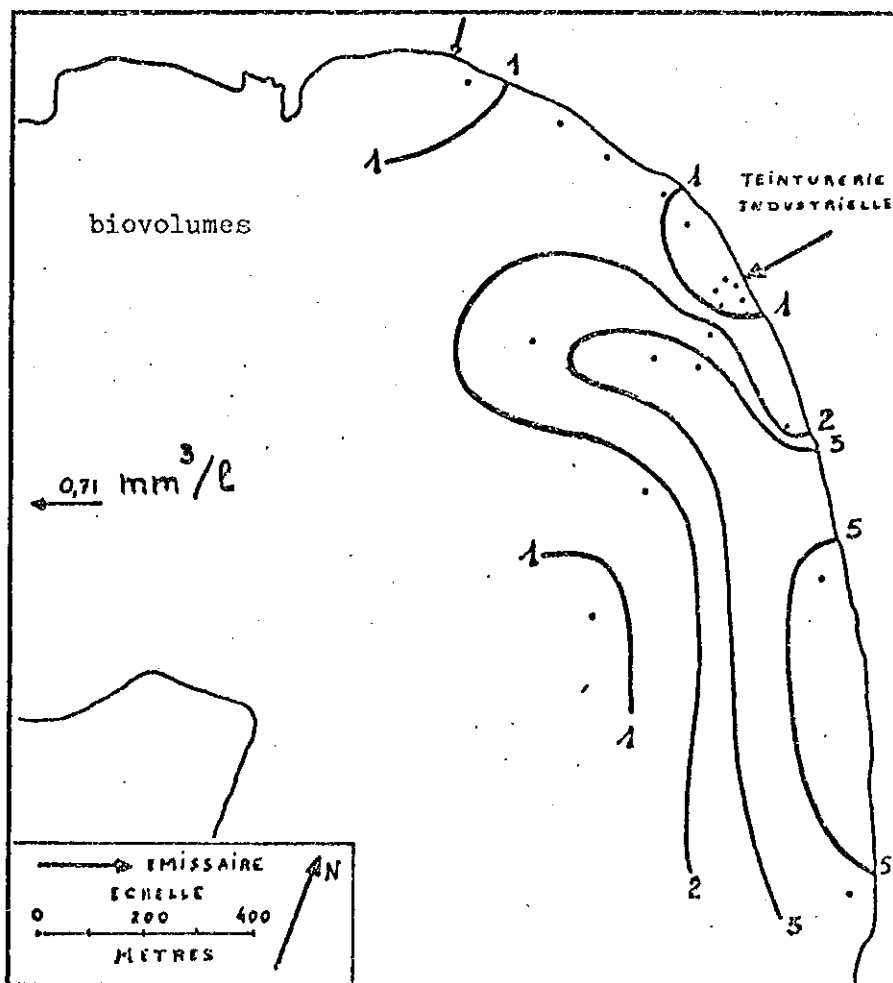 1
1
1
TEINTURERIE
INDUSTRIELLE
biovolumes
1
2
5
0,71 mm³/l
5
1
1
5
2
5
EMISSAIRE
N
ECHELLE
0 200 400
METRES